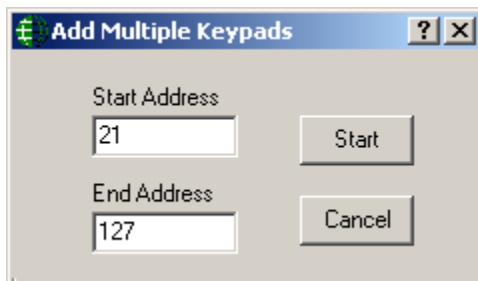 Add Multiple Keypads
Start Address
21
Start
End Address
127
Cancel